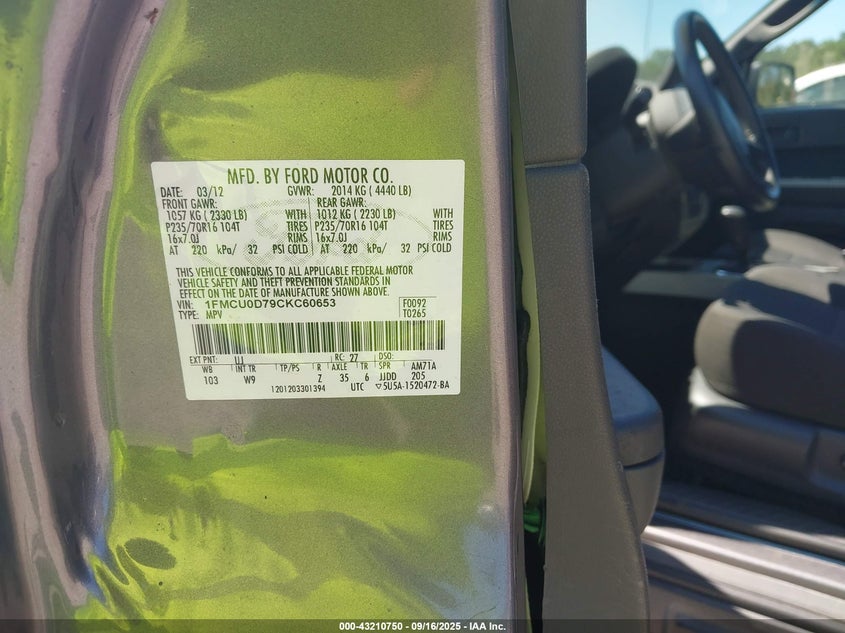 MFD. BY FORD MOTOR CO.
DATE: 03/12 GVWR: 2014 KG ( 4440 LB)
FRONT GAWR: REAR GAWR:
1057 KG ( 2330 LB) WITH 1012 KG ( 2230 LB) WITH
P235/70R16 104T TIRES P235/70R16 104T TIRES
16x7.0J RIMS 16x7.0J RIMS
AT 220 kPa/ 32 PSI COLD AT 220 kPa/ 32 PSI COLD
THIS VEHICLE CONFORMS TO ALL APPLICABLE FEDERAL MOTOR
VEHICLE SAFETY AND THEFT PREVENTION STANDARDS IN
EFFECT ON THE DATE OF MANUFACTURE SHOWN ABOVE.
VIN: 1FMCU0D79CKC60653 F0092
TYPE: MPV T0265
EXT PNT: UJ RC: 27 DSO:
WB INT TR TP/PS R AXLE TR SPR AM71A
103 W9 Z 35 6 JJDD 205
1201203301394 UTC 5U5A-1520472-BA
000-43210750 - 09/16/2025 - IAA Inc.